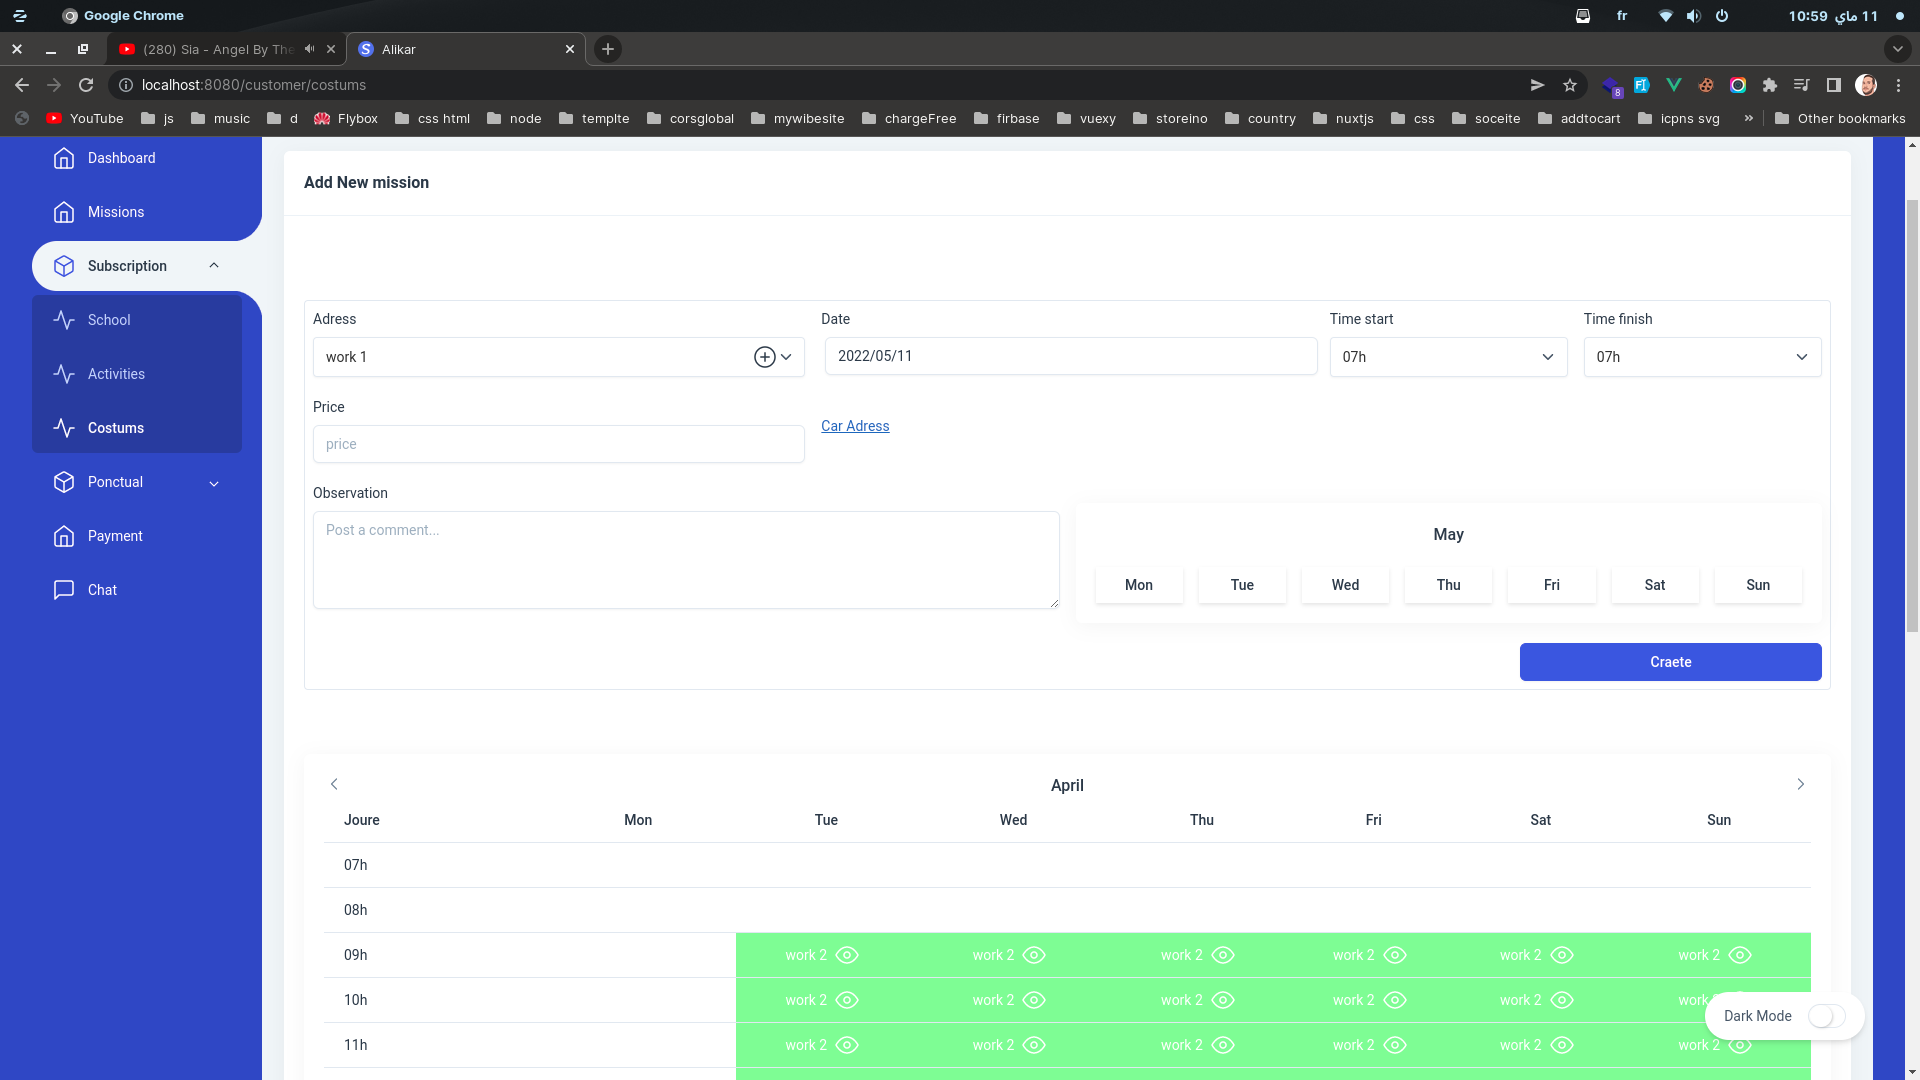 Google Chrome
fr
10:59 11 ماي
(280) Sia - Angel By The
Alikar
localhost:8080/customer/costums
8
YouTube js music d Flybox css html node templte corsglobal mywibesite chargeFree firbase vuexy storeino country nuxtjs css soceite addtocart icpns svg » Other bookmarks
Dashboard
Missions
Subscription
School
Activities
Costums
Ponctual
Payment
Chat
Add New mission
Adress Date Time start Time finish
work 1 2022/05/11 07h 07h
Price
price
Car Adress
Observation
Post a comment...
May
Mon Tue Wed Thu Fri Sat Sun
Craete
April
Joure Mon Tue Wed Thu Fri Sat Sun
07h
08h
09h work 2 work 2 work 2 work 2 work 2 work 2
10h work 2 work 2 work 2 work 2 work 2 work
Dark Mode
11h work 2 work 2 work 2 work 2 work 2 work 2